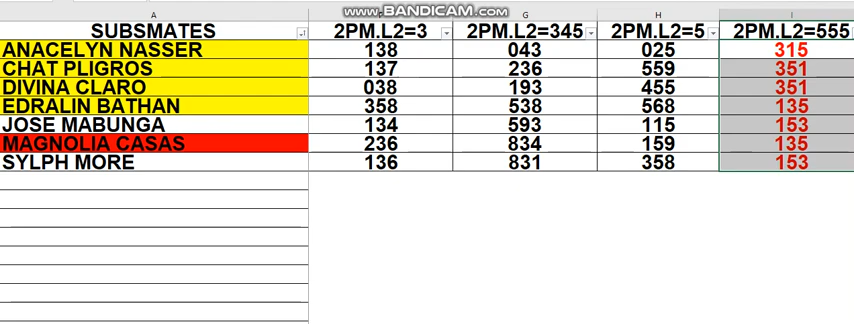 www.BANDICAM.com
A G H I
SUBSMATES 2PM.L2=3 2PM.L2=345 2PM.L2=5 2PM.L2=555
ANACELYN NASSER 138 043 025 315
CHAT PLIGROS 137 236 559 351
DIVINA CLARO 038 193 455 351
EDRALIN BATHAN 358 538 568 135
JOSE MABUNGA 134 593 115 153
MAGNOLIA CASAS 236 834 159 135
SYLPH MORE 136 831 358 153